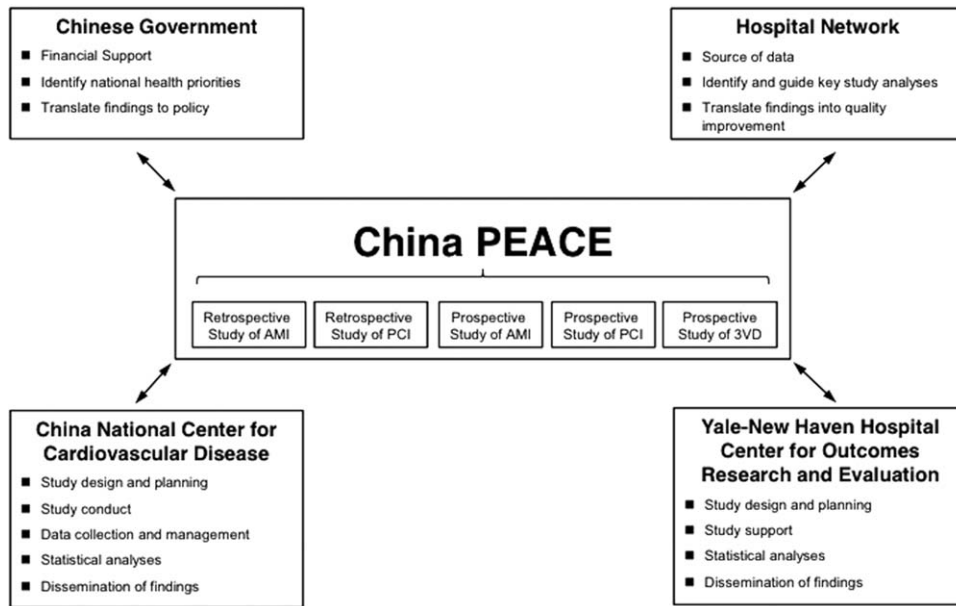 Chinese Government
■ Financial Support
■ Identify national health priorities
■ Translate findings to policy
Hospital Network
■ Source of data
■ Identify and guide key study analyses
■ Translate findings into quality
improvement
China PEACE
Retrospective
Study of AMI
Retrospective
Study of PCI
Prospective
Study of AMI
Prospective
Study of PCI
Prospective
Study of 3VD
China National Center for
Cardiovascular Disease
■ Study design and planning
■ Study conduct
■ Data collection and management
■ Statistical analyses
■ Dissemination of findings
Yale-New Haven Hospital
Center for Outcomes
Research and Evaluation
■ Study design and planning
■ Study support
■ Statistical analyses
■ Dissemination of findings